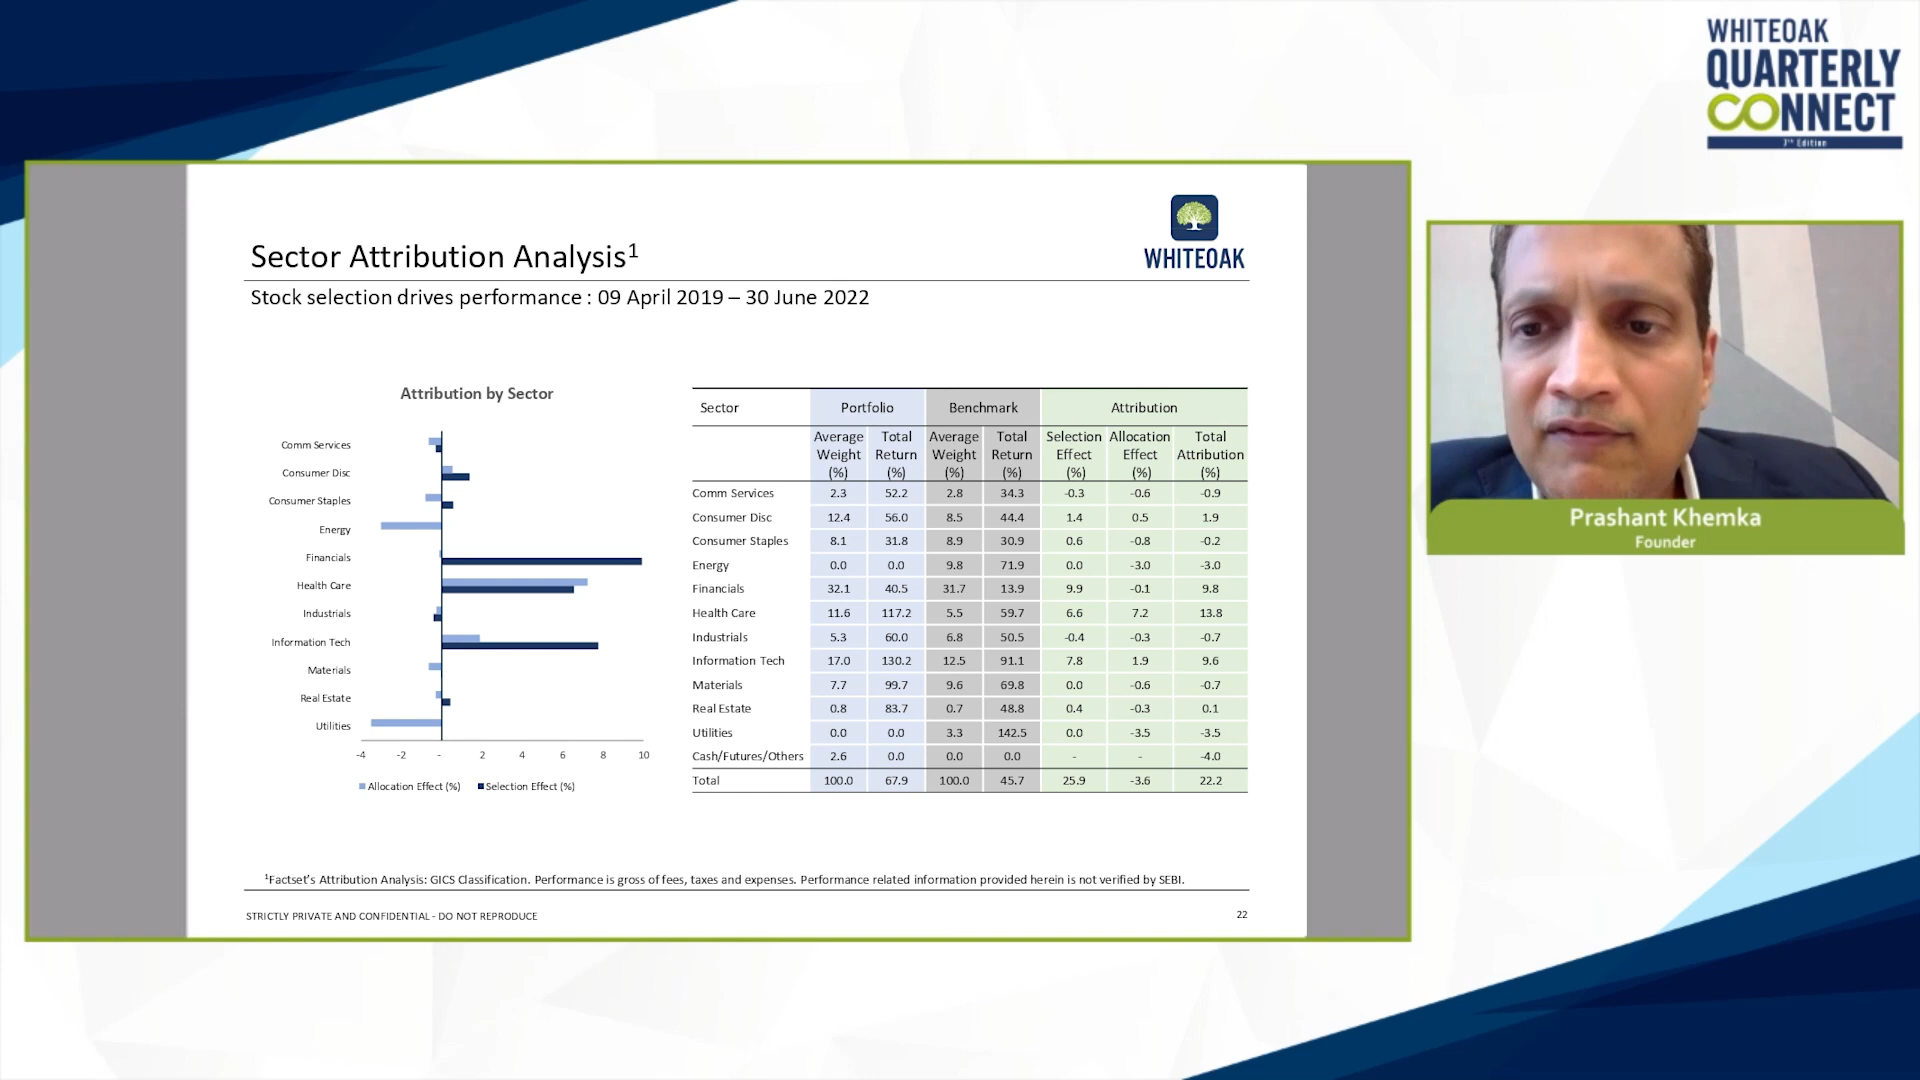 WHITEOAK
QUARTERLY
CONNECT
Edition
WHITEOAK
Sector Attribution Analysis¹
Stock selection drives performance : 09 April 2019 – 30 June 2022
Attribution by Sector
Comm Services
Consumer Disc
Consumer Staples
Energy
Financials
Health Care
Industrials
Information Tech
Materials
Real Estate
Utilities
-4 -2 - 2 4 6 8 10
Allocation Effect (%) Selection Effect (%)
Sector Portfolio Benchmark Attribution
Average Total Average Total Selection Allocation Total
Weight Return Weight Return Effect Effect Attribution
(%) (%) (%) (%) (%) (%) (%)
Comm Services 2.3 52.2 2.8 34.3 -0.3 -0.6 -0.9
Consumer Disc 12.4 56.0 8.5 44.4 1.4 0.5 1.9
Consumer Staples 8.1 31.8 8.9 30.9 0.6 -0.8 -0.2
Energy 0.0 0.0 9.8 71.9 0.0 -3.0 -3.0
Financials 32.1 40.5 31.7 13.9 9.9 -0.1 9.8
Health Care 11.6 117.2 5.5 59.7 6.6 7.2 13.8
Industrials 5.3 60.0 6.8 50.5 -0.4 -0.3 -0.7
Information Tech 17.0 130.2 12.5 91.1 7.8 1.9 9.6
Materials 7.7 99.7 9.6 69.8 0.0 -0.6 -0.7
Real Estate 0.8 83.7 0.7 48.8 0.4 -0.3 0.1
Utilities 0.0 0.0 3.3 142.5 0.0 -3.5 -3.5
Cash/Futures/Others 2.6 0.0 0.0 0.0 - - -4.0
Total 100.0 67.9 100.0 45.7 25.9 -3.6 22.2
¹Factset's Attribution Analysis: GICS Classification. Performance is gross of fees, taxes and expenses. Performance related information provided herein is not verified by SEBI.
STRICTLY PRIVATE AND CONFIDENTIAL - DO NOT REPRODUCE
22
Prashant Khemka
Founder